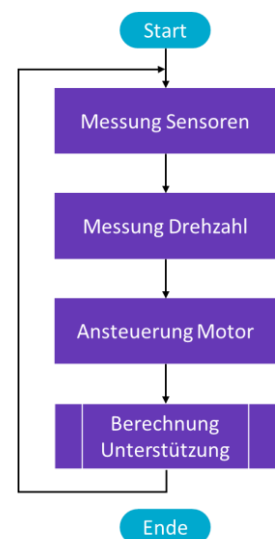 Start
Messung Sensoren
Messung Drehzahl
Ansteuerung Motor
Berechnung
Unterstützung
Ende